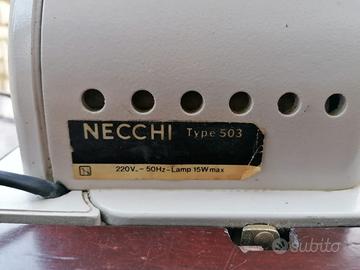 NECCHI Type 503
N
220V.~50Hz-Lamp 15W max
subito